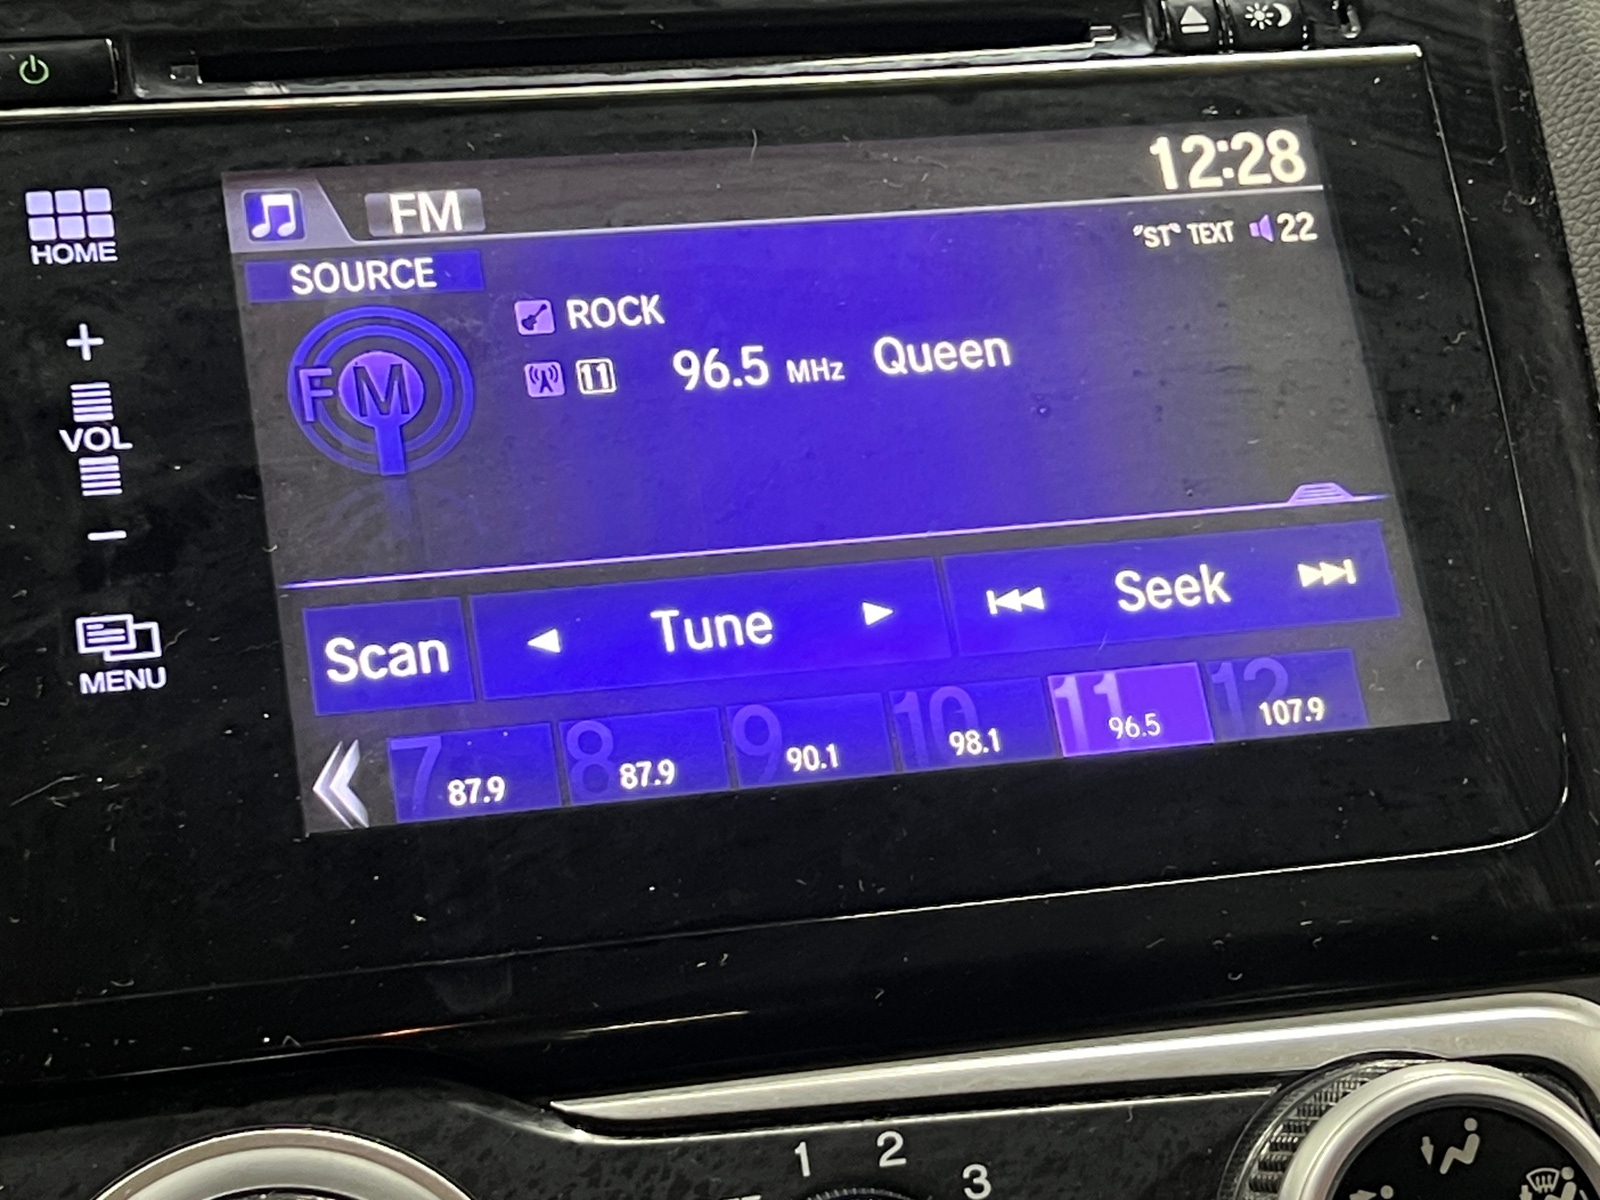 12:28
FM
HOME
"ST" TEXT 22
SOURCE
ROCK
FM
11 96.5 MHz Queen
VOL
Scan Tune Seek
MENU
7 87.9 8 87.9 9 90.1 10 98.1 11 96.5 12 107.9
1 2 3